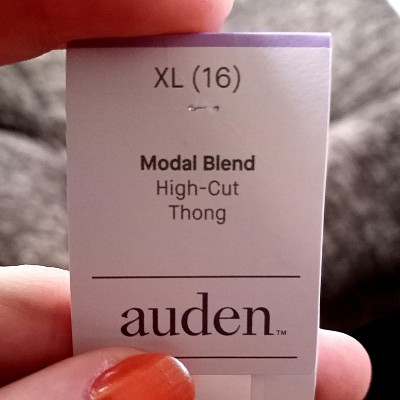 XL (16)
Modal Blend
High-Cut
Thong
auden™